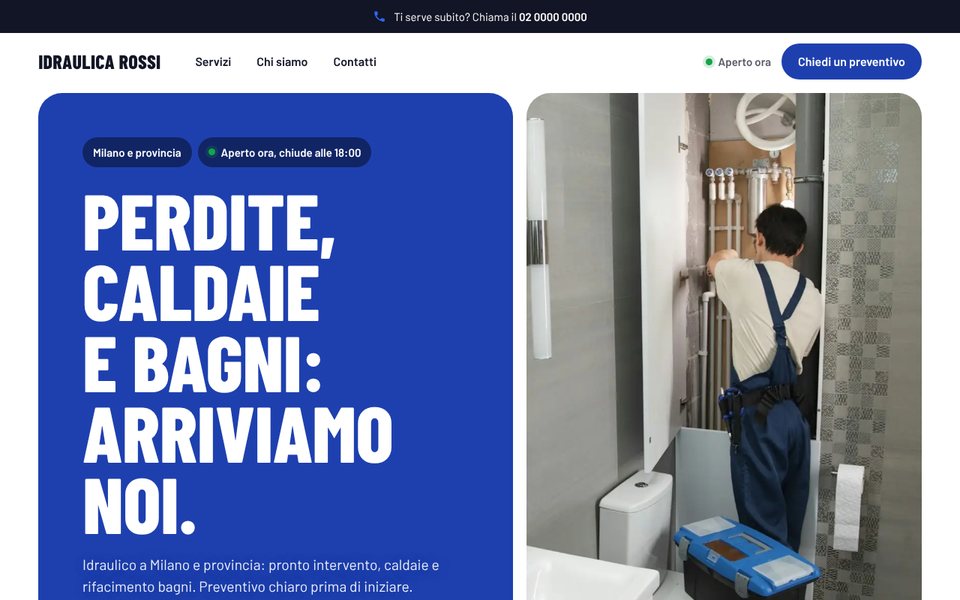 Ti serve subito? Chiama il 02 0000 0000
IDRAULICA ROSSI
Servizi
Chi siamo
Contatti
Aperto ora
Chiedi un preventivo
Milano e provincia
Aperto ora, chiude alle 18:00
PERDITE,
CALDAIE
E BAGNI:
ARRIVIAMO
NOI.
Idraulico a Milano e provincia: pronto intervento, caldaie e
rifacimento bagni. Preventivo chiaro prima di iniziare.